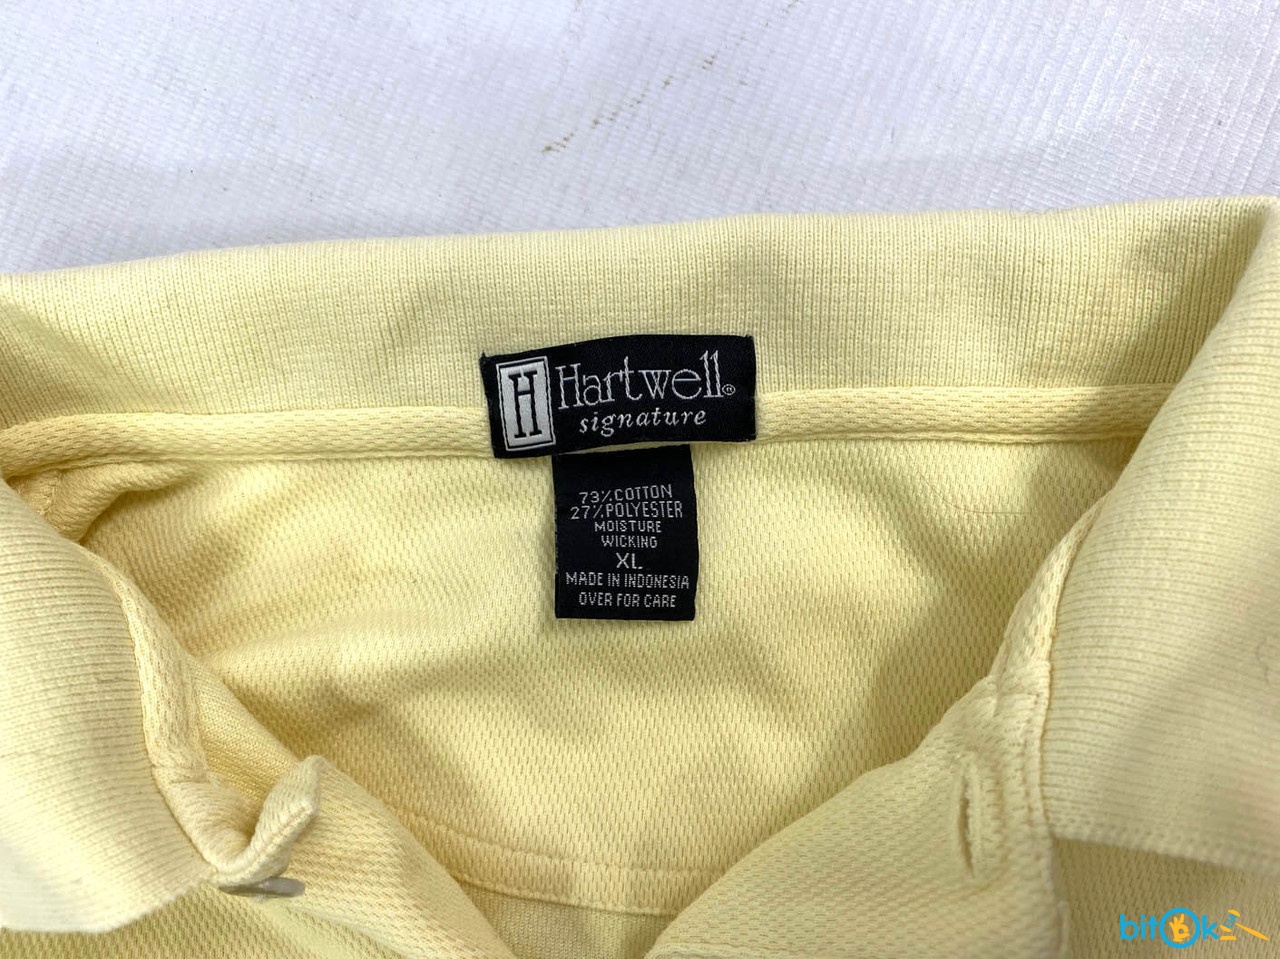 H Hartwell®
signature
73% COTTON
27% POLYESTER
MOISTURE
WICKING
XL
MADE IN INDONESIA
OVER FOR CARE
bitOk